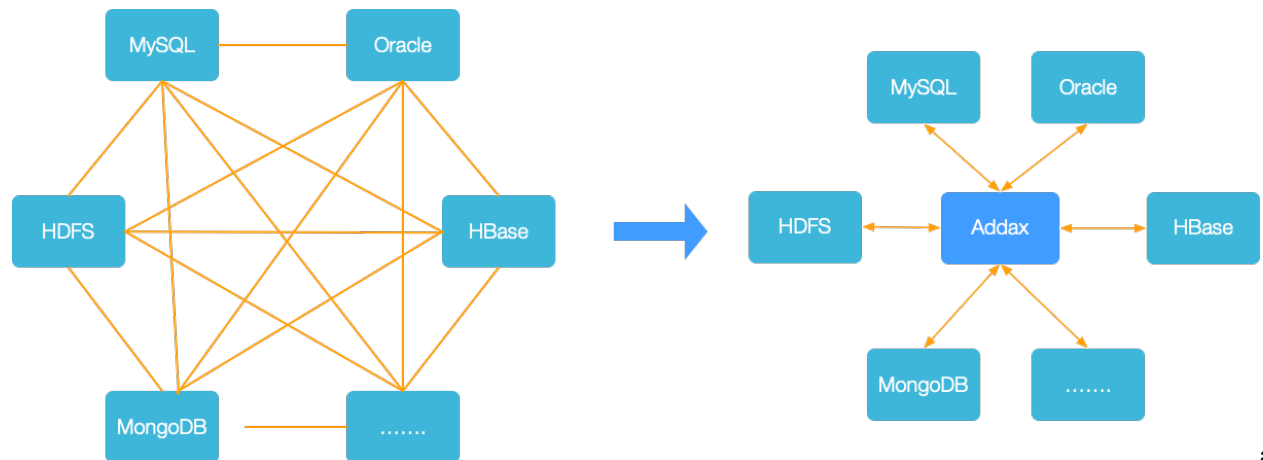 MySQL
Oracle
HDFS
HBase
MongoDB
.......
MySQL
Oracle
HDFS
Addax
HBase
MongoDB
.......